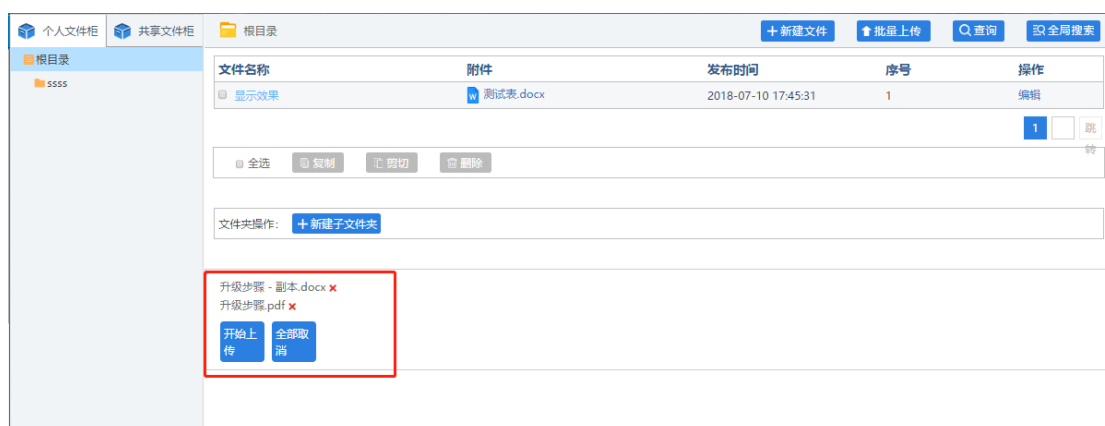 个人文件柜 共享文件柜 根目录 新建文件 批量上传 查询 全局搜索
根目录
ssss
文件名称 附件 发布时间 序号 操作
显示效果 测试表.docx 2018-07-10 17:45:31 1 编辑
1 跳
转
全选 复制 剪切 删除
文件夹操作: 新建子文件夹
升级步骤 - 副本.docx
升级步骤.pdf
开始上 全部取
传 消